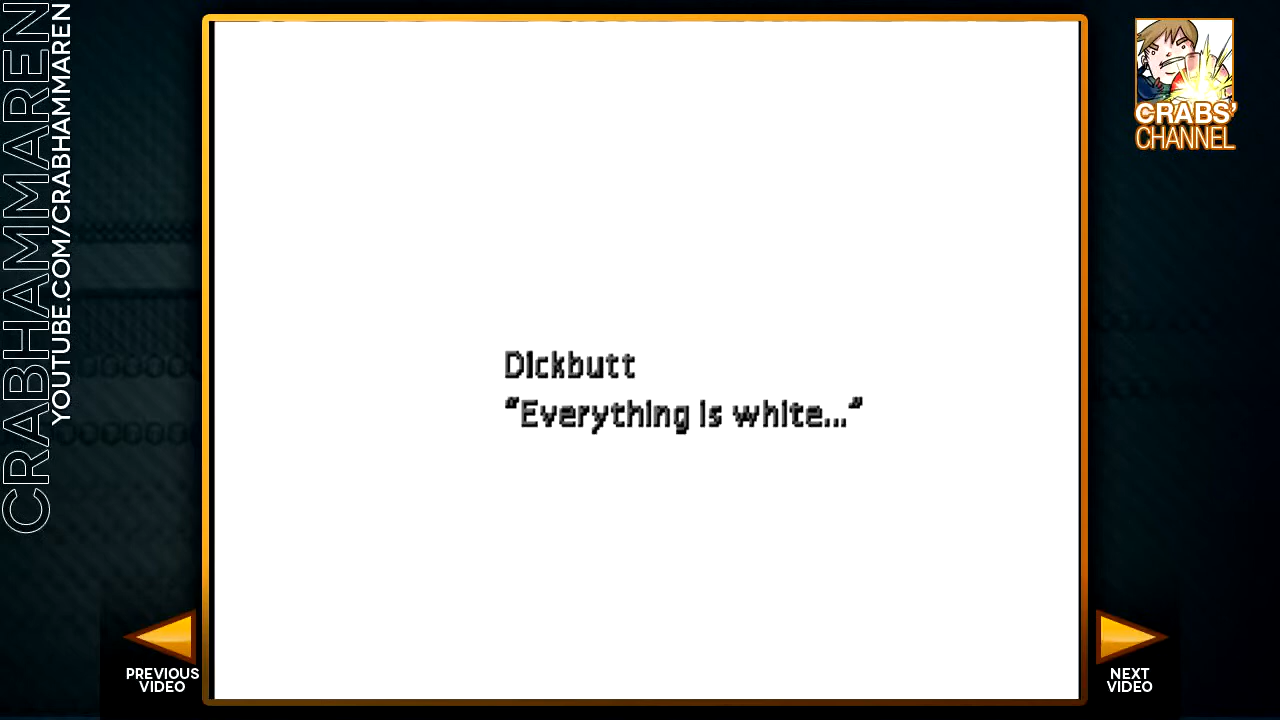 CRABHAMMAREN
YOUTUBE.COM/CRABHAMMAREN
CRABS'
CHANNEL
Dickbutt
“Everything is white...”
PREVIOUS
VIDEO
NEXT
VIDEO